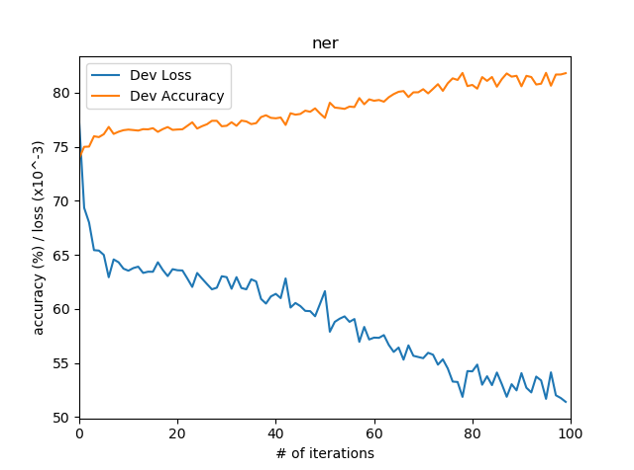 ner
Dev Loss
Dev Accuracy
accuracy (%) / loss (x10^-3)
80
75
70
65
60
55
50
0 20 40 60 80 100
# of iterations